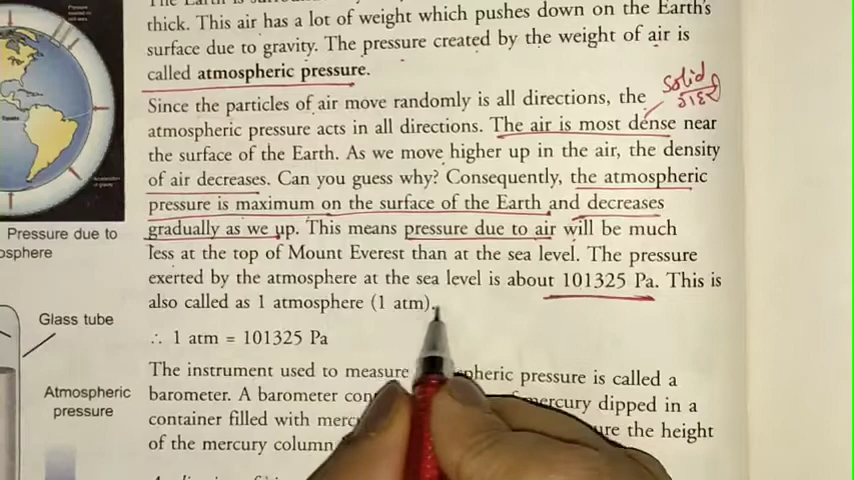 thick. This air has a lot of weight which pushes down on the Earth's
surface due to gravity. The pressure created by the weight of air is
called atmospheric pressure.
solid
Since the particles of air move randomly is all directions, the
atmospheric pressure acts in all directions. The air is most dense near
the surface of the Earth. As we move higher up in the air, the density
of air decreases. Can you guess why? Consequently, the atmospheric
pressure is maximum on the surface of the Earth and decreases
gradually as we up. This means pressure due to air will be much
less at the top of Mount Everest than at the sea level. The pressure
exerted by the atmosphere at the sea level is about 101325 Pa. This is
also called as 1 atmosphere (1 atm).
∴ 1 atm = 101325 Pa
The instrument used to measure pheric pressure is called a
barometer. A barometer con mercury dipped in a
container filled with merc ure the height
of the mercury column
Pressure due to
osphere
Glass tube
Atmospheric
pressure